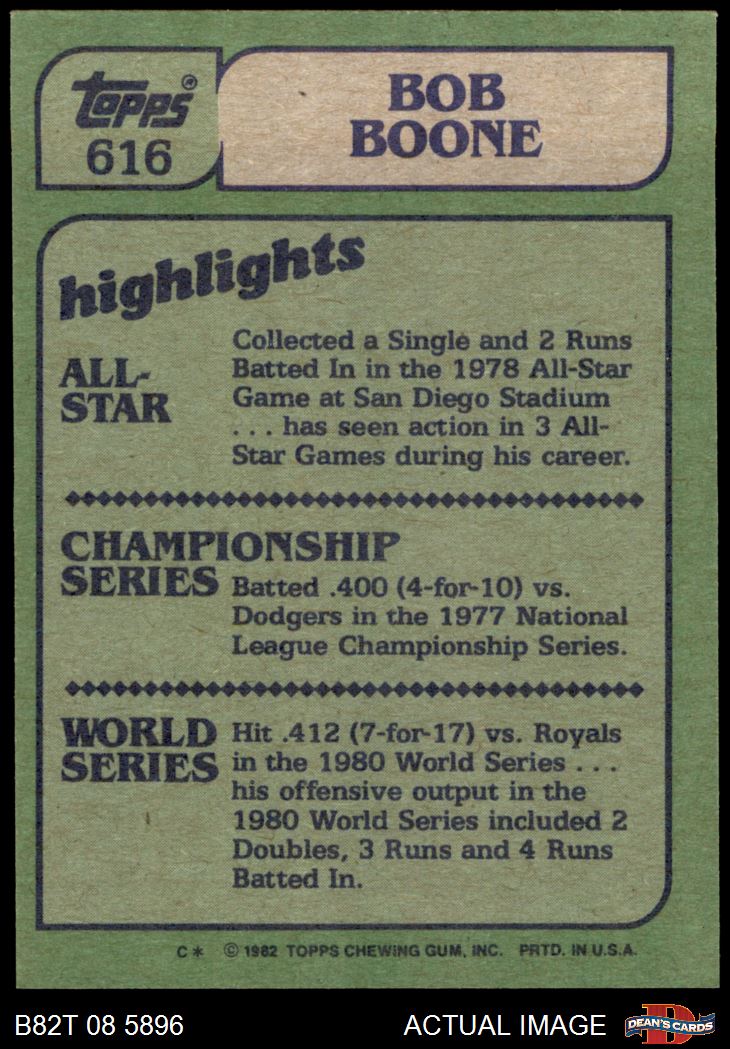 topps®
616
BOB
BOONE
highlights
ALL-
STAR
Collected a Single and 2 Runs
Batted In in the 1978 All-Star
Game at San Diego Stadium
. . . has seen action in 3 All-
Star Games during his career.
CHAMPIONSHIP
SERIES
Batted .400 (4-for-10) vs.
Dodgers in the 1977 National
League Championship Series.
WORLD
SERIES
Hit .412 (7-for-17) vs. Royals
in the 1980 World Series . . .
his offensive output in the
1980 World Series included 2
Doubles, 3 Runs and 4 Runs
Batted In.
C* © 1982 TOPPS CHEWING GUM, INC. PRTD. IN U.S.A.
B82T 08 5896
ACTUAL IMAGE
D
DEAN'S CARDS